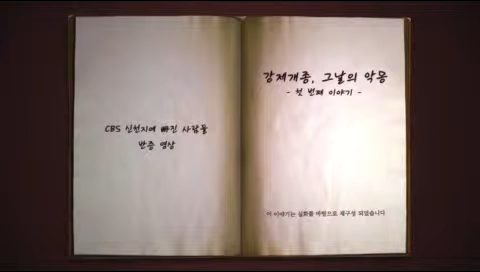 CBS 신천지에 빠진 사람들
반증 영상
강제개종, 그날의 악몽
- 첫 번째 이야기 -
이 이야기는 실화를 바탕으로 재구성 되었습니다